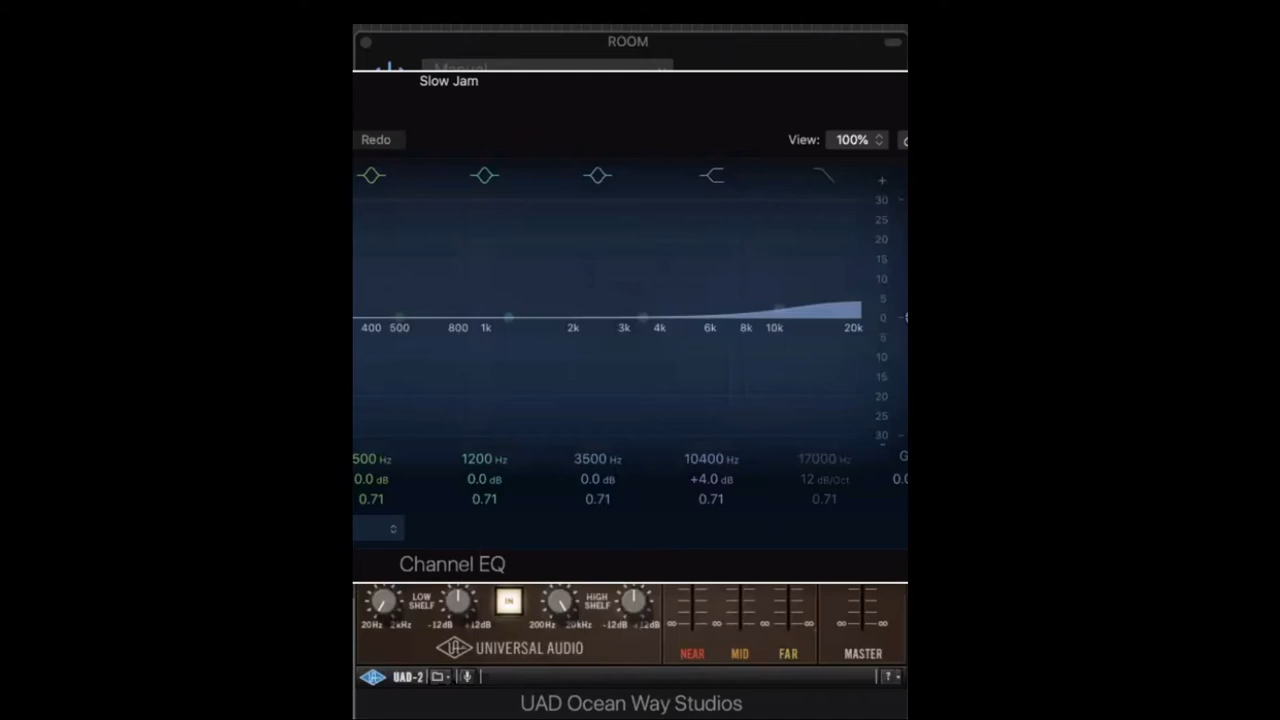 ROOM
Manual
Slow Jam
Redo View: 100%
+
30
25
20
15
10
5
0
5
10
15
20
25
30
-
400 500 800 1k 2k 3k 4k 6k 8k 10k 20k
500 Hz 1200 Hz 3500 Hz 10400 Hz 17000 Hz G
0.0 dB 0.0 dB 0.0 dB +4.0 dB 12 dB/Oct 0.0
0.71 0.71 0.71 0.71 0.71
Channel EQ
LOW SHELF IN HIGH SHELF
20Hz 2kHz -12dB +12dB 200Hz 20kHz -12dB +12dB ∞ ∞ ∞ ∞ ∞ ∞
UNIVERSAL AUDIO NEAR MID FAR MASTER
UAD-2 ?
UAD Ocean Way Studios